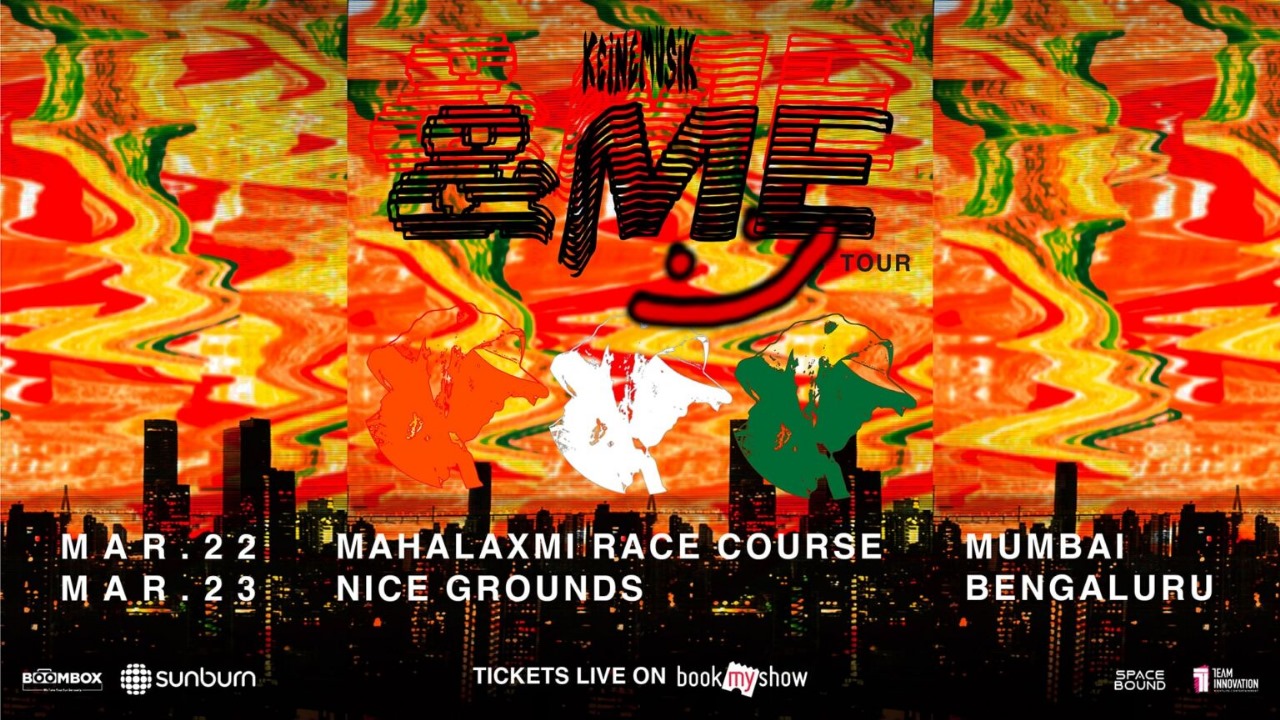 KEINEMUSIK
&ME
TOUR
MAR.22 MAHALAXMI RACE COURSE MUMBAI
MAR.23 NICE GROUNDS BENGALURU
BOOMBOX
sunburn
TICKETS LIVE ON bookmyshow
SPACE BOUND
TEAM INNOVATION